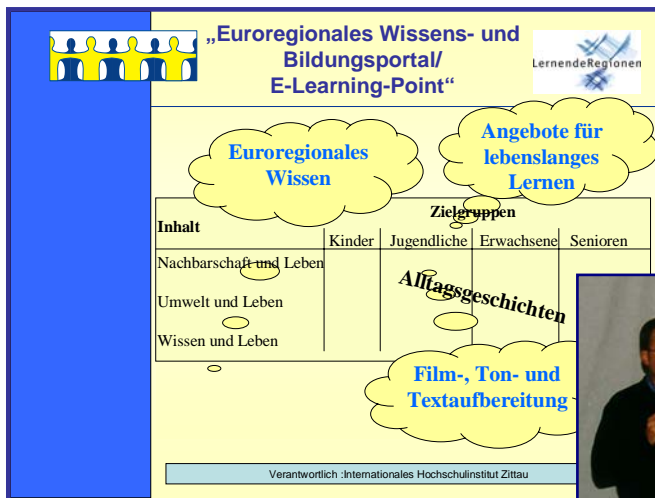 „Euroregionales Wissens- und
Bildungsportal/
E-Learning-Point“
LernendeRegionen
Euroregionales
Wissen
Angebote für
lebenslanges
Lernen
Zielgruppen
Inhalt
Kinder Jugendliche Erwachsene Senioren
Nachbarschaft und Leben
Umwelt und Leben
Wissen und Leben
Alltagsgeschichten
Film-, Ton- und
Textaufbereitung
Verantwortlich :Internationales Hochschulinstitut Zittau